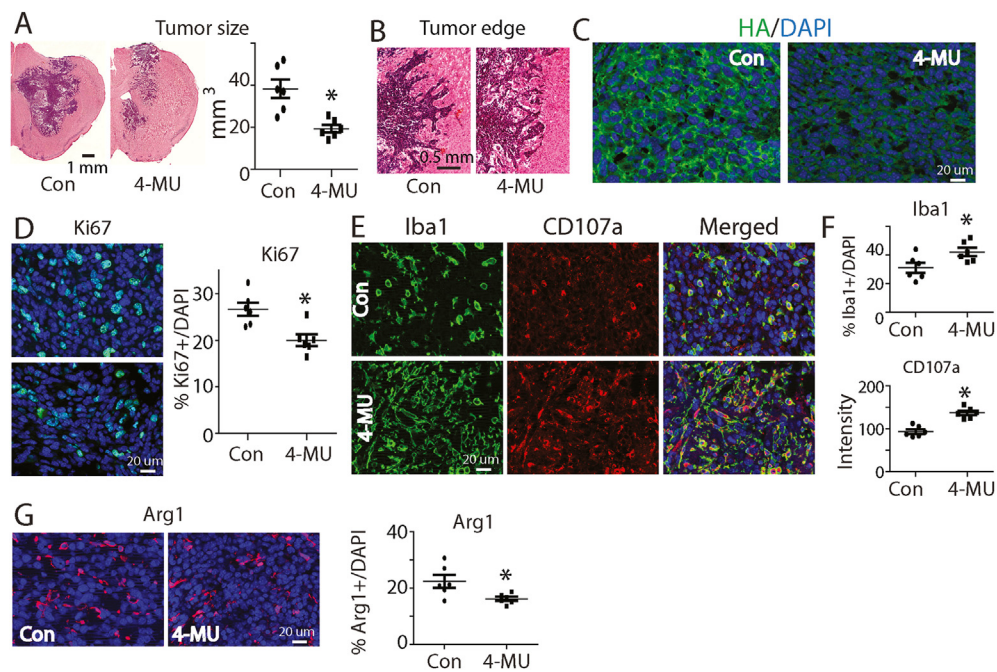 A
Tumor size
1 mm
Con
4-MU
mm
3
40
20
0
*
Con
4-MU
B
Tumor edge
0.5 mm
Con
4-MU
C
HA/DAPI
Con
4-MU
20 um
D
Ki67
20 um
Ki67
% Ki67+/DAPI
30
20
10
0
*
Con
4-MU
E
Iba1
CD107a
Merged
Con
4-MU
20 um
F
Iba1
% Iba1+/DAPI
40
20
0
*
Con
4-MU
CD107a
Intensity
200
100
0
*
Con
4-MU
G
Arg1
Con
4-MU
20 um
Arg1
% Arg1+/DAPI
40
20
0
*
Con
4-MU